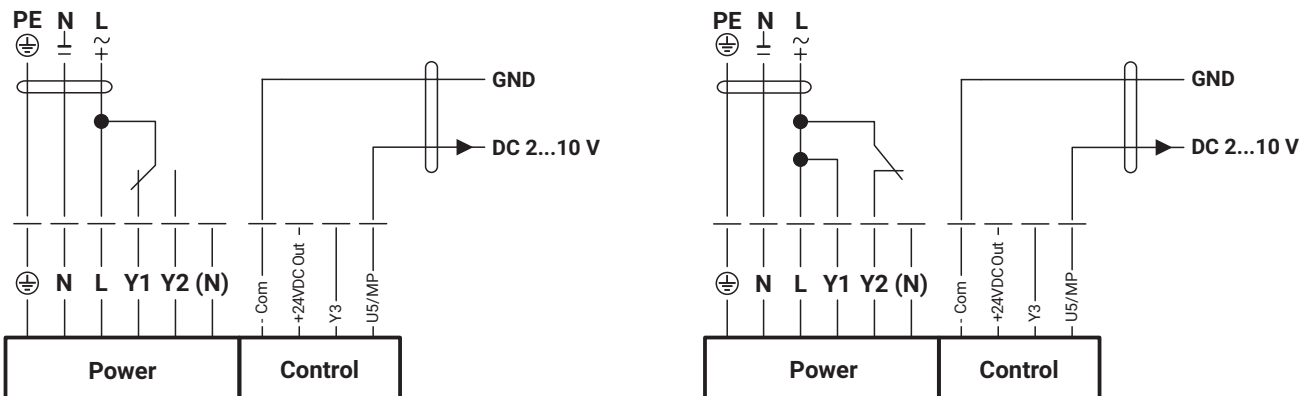 PE N L
GND
DC 2...10 V
N L Y1 Y2 (N)
- Com
+24VDC Out
Y3
U5/MP
Power
Control
PE N L
GND
DC 2...10 V
N L Y1 Y2 (N)
- Com
+24VDC Out
Y3
U5/MP
Power
Control